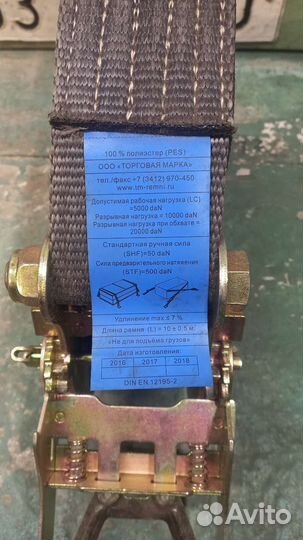 100 % полиэстер (PES)
ООО «ТОРГОВАЯ МАРКА»
тел./факс +7 (3412) 970-450
www.tm-remni.ru
Допустимая рабочая нагрузка (LC)
=5000 daN
Разрывная нагрузка = 10000 daN
Разрывная нагрузка при обхвате =
20000 daN
Стандартная ручная сила
(SHF)=50 daN
Сила предварительного натяжения
(STF)=500 daN
Удлинение max ≤ 7 %
Длина ремня (L) = 10 ± 0.5 м.
«Не для подъёма грузов»
Дата изготовления:
2016 2017 2018
DIN EN 12195-2
Avito